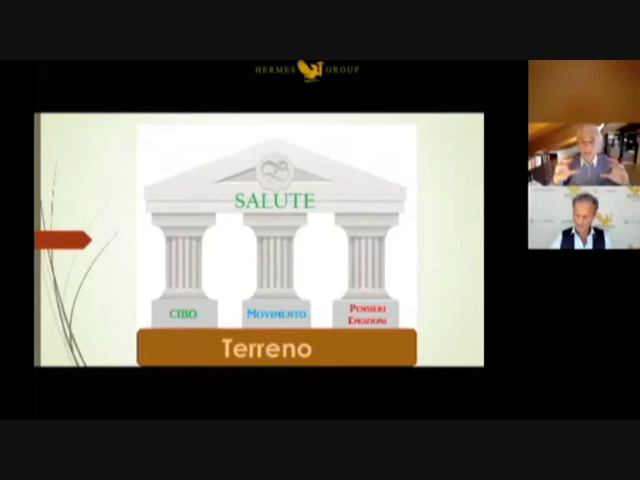 HERMES GROUP
SALUTE
CIBO
MOVIMENTO
PENSIERI
EMOZIONI
Terreno